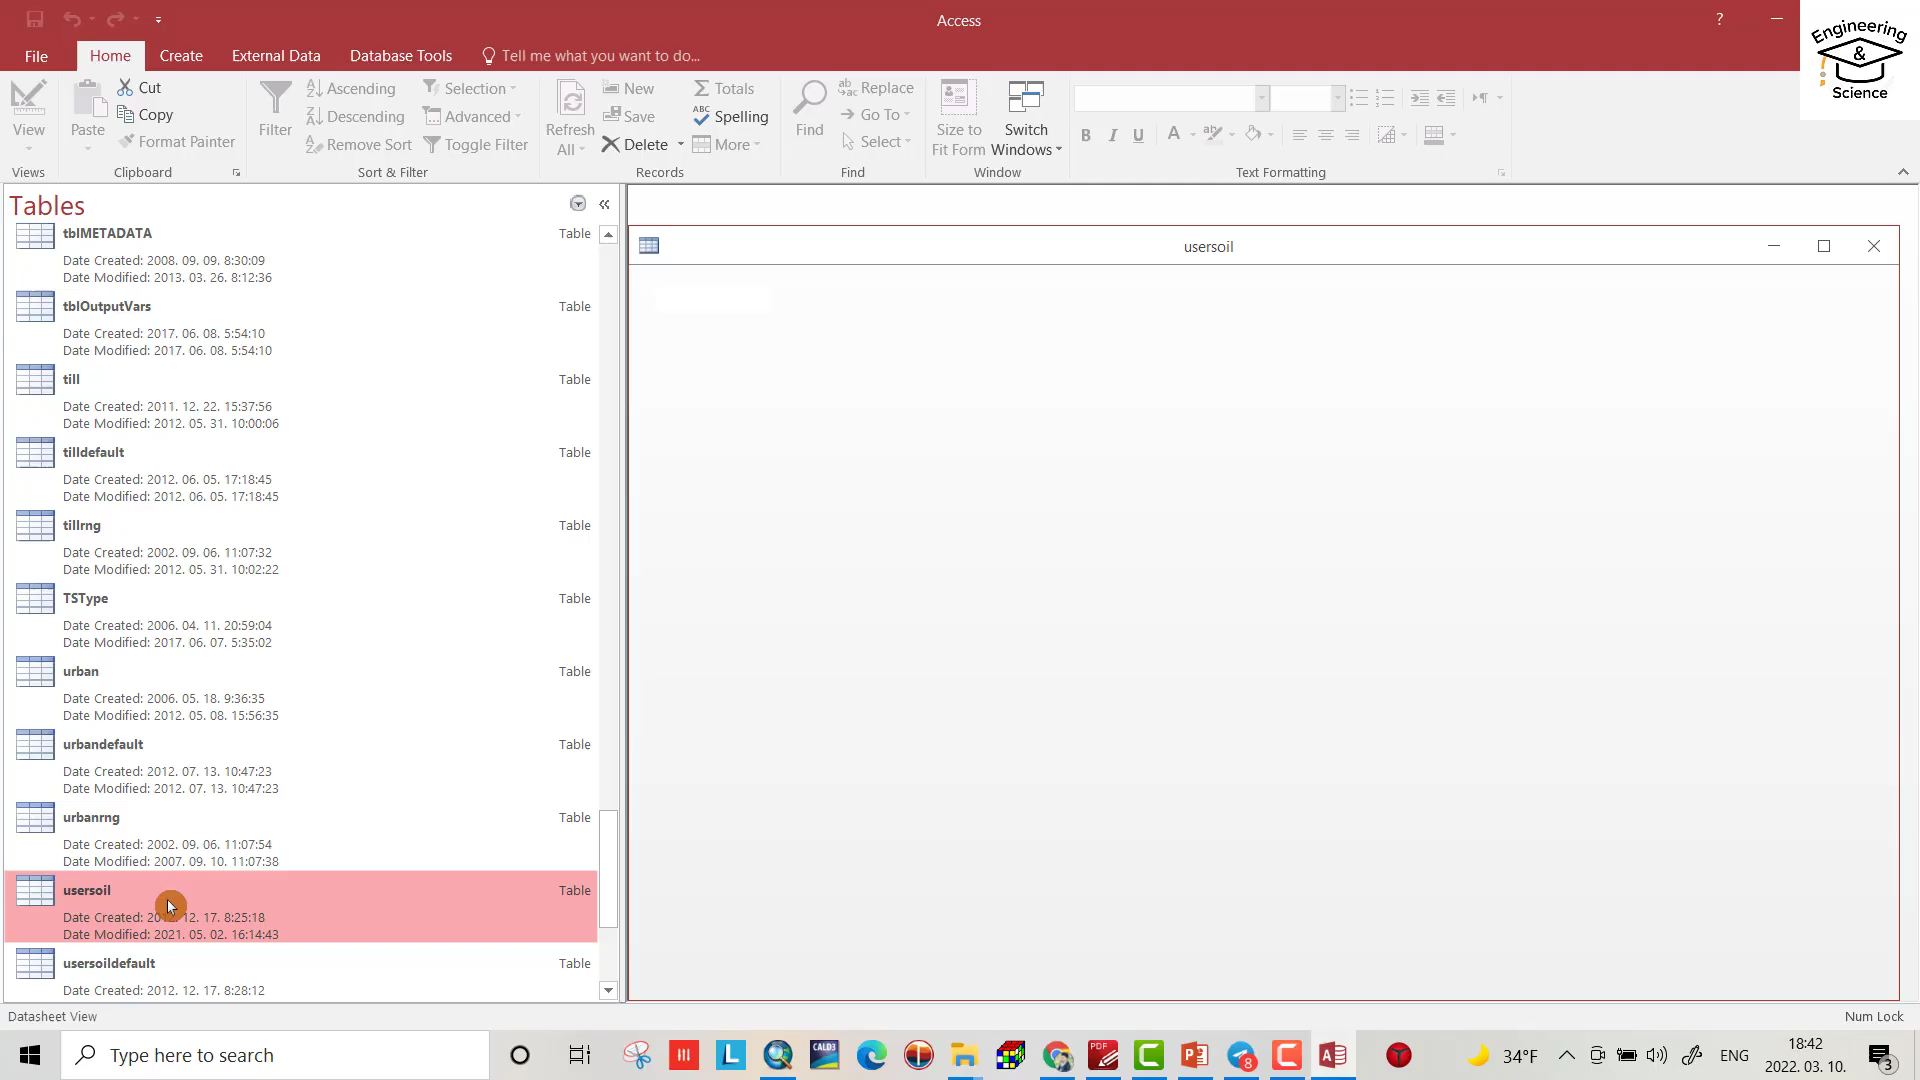 Access
?
Engineering
&
Science
File
Home
Create
External Data
Database Tools
Tell me what you want to do...
View
Paste
Cut
Copy
Format Painter
Filter
Ascending
Descending
Remove Sort
Selection
Advanced
Toggle Filter
Refresh
All
New
Save
Delete
Totals
Spelling
More
Find
Replace
Go To
Select
Size to
Fit Form
Switch
Windows
B I U A
Views
Clipboard
Sort & Filter
Records
Find
Window
Text Formatting
Tables
tblMETADATA Table
Date Created: 2008. 09. 09. 8:30:09
Date Modified: 2013. 03. 26. 8:12:36
tblOutputVars Table
Date Created: 2017. 06. 08. 5:54:10
Date Modified: 2017. 06. 08. 5:54:10
till Table
Date Created: 2011. 12. 22. 15:37:56
Date Modified: 2012. 05. 31. 10:00:06
tilldefault Table
Date Created: 2012. 06. 05. 17:18:45
Date Modified: 2012. 06. 05. 17:18:45
tillrng Table
Date Created: 2002. 09. 06. 11:07:32
Date Modified: 2012. 05. 31. 10:02:22
TSType Table
Date Created: 2006. 04. 11. 20:59:04
Date Modified: 2017. 06. 07. 5:35:02
urban Table
Date Created: 2006. 05. 18. 9:36:35
Date Modified: 2012. 05. 08. 15:56:35
urbandefault Table
Date Created: 2012. 07. 13. 10:47:23
Date Modified: 2012. 07. 13. 10:47:23
urbanrng Table
Date Created: 2002. 09. 06. 11:07:54
Date Modified: 2007. 09. 10. 11:07:38
usersoil Table
Date Created: 2012. 12. 17. 8:25:18
Date Modified: 2021. 05. 02. 16:14:43
usersoildefault Table
Date Created: 2012. 12. 17. 8:28:12
usersoil
Datasheet View
Num Lock
Type here to search
L
CALD3
PDF
8
34°F
ENG
18:42
2022. 03. 10.
3